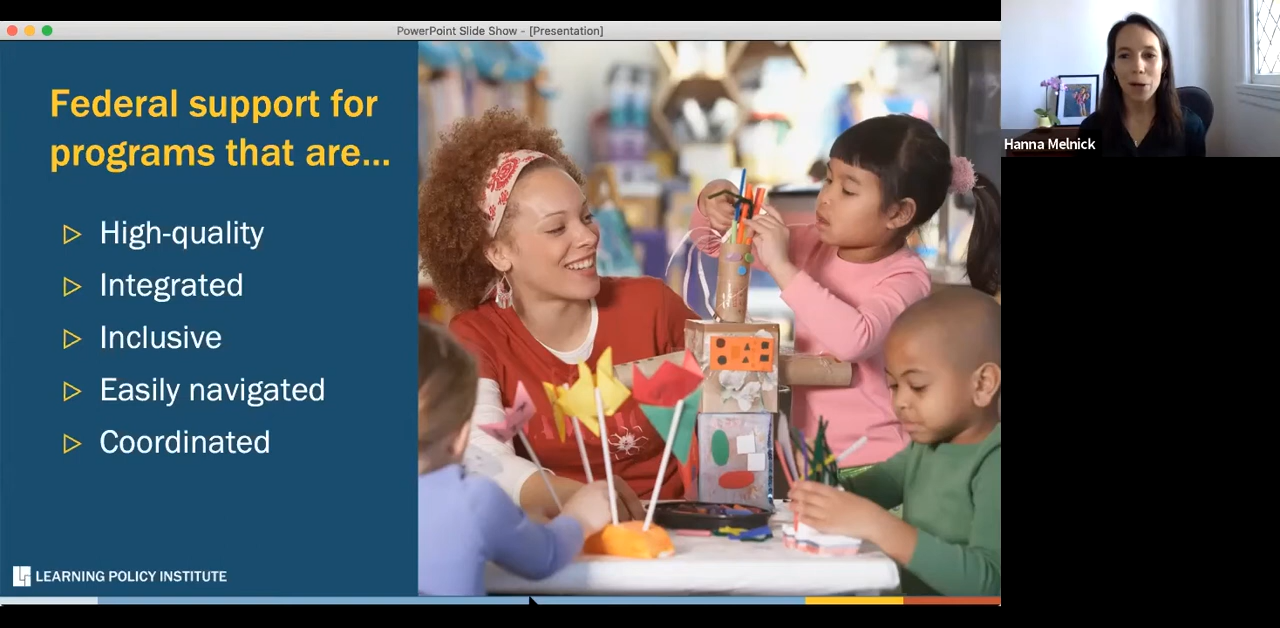 PowerPoint Slide Show - [Presentation]
Federal support for
programs that are...
High-quality
Integrated
Inclusive
Easily navigated
Coordinated
LEARNING POLICY INSTITUTE
Hanna Melnick